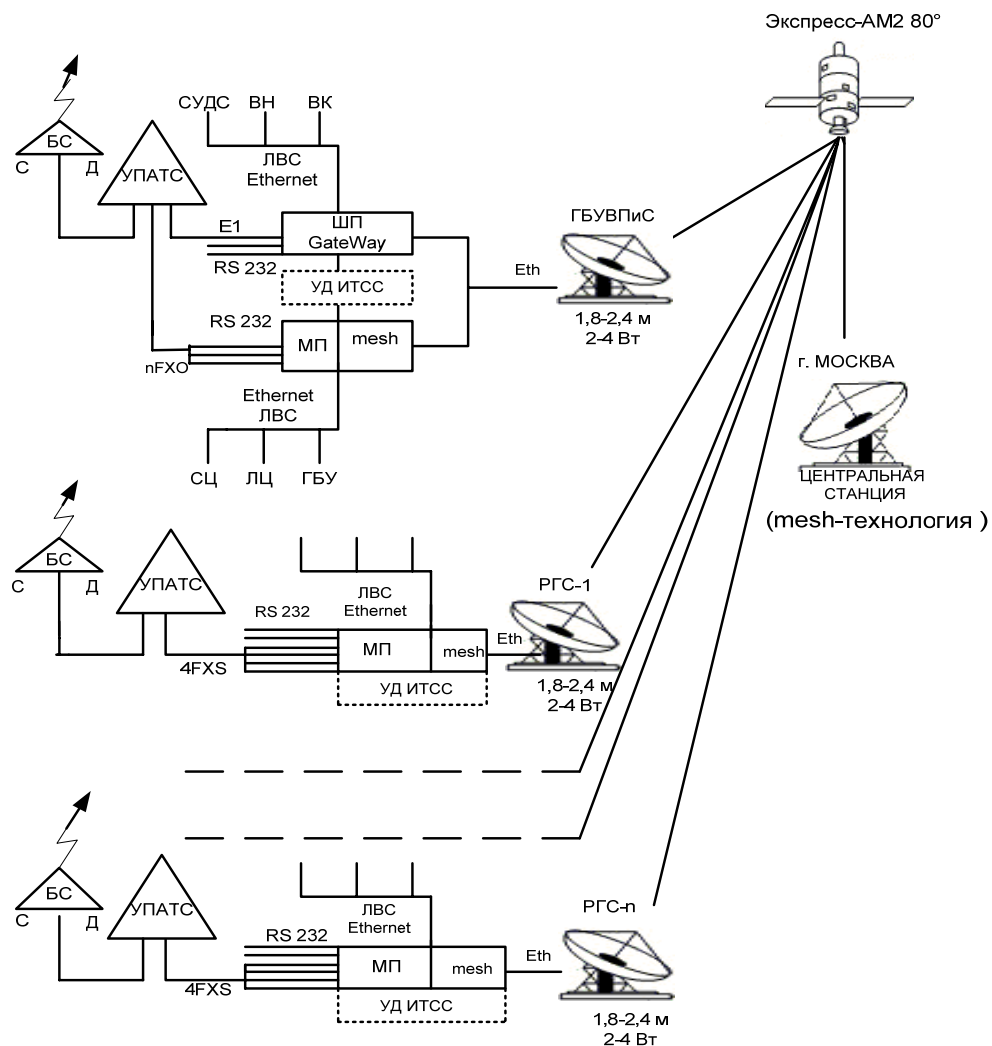 Экспресс-АМ2 80°
СУДС ВН ВК
БС
С Д
УПАТС
ЛВС
Ethernet
E1
ШП
GateWay
RS 232
УД ИТСС
RS 232
МП mesh
nFXO
Ethernet
ЛВС
СЦ ЛЦ ГБУ
Eth
ГБУВПиС
1,8-2,4 м
2-4 Вт
г. МОСКВА
ЦЕНТРАЛЬНАЯ
СТАНЦИЯ
(mesh-технология )
БС
С Д
УПАТС
ЛВС
Ethernet
RS 232
МП mesh
4FXS
УД ИТСС
Eth
РГС-1
1,8-2,4 м
2-4 Вт
БС
С Д
УПАТС
ЛВС
Ethernet
RS 232
МП mesh
4FXS
УД ИТСС
Eth
РГС-n
1,8-2,4 м
2-4 Вт